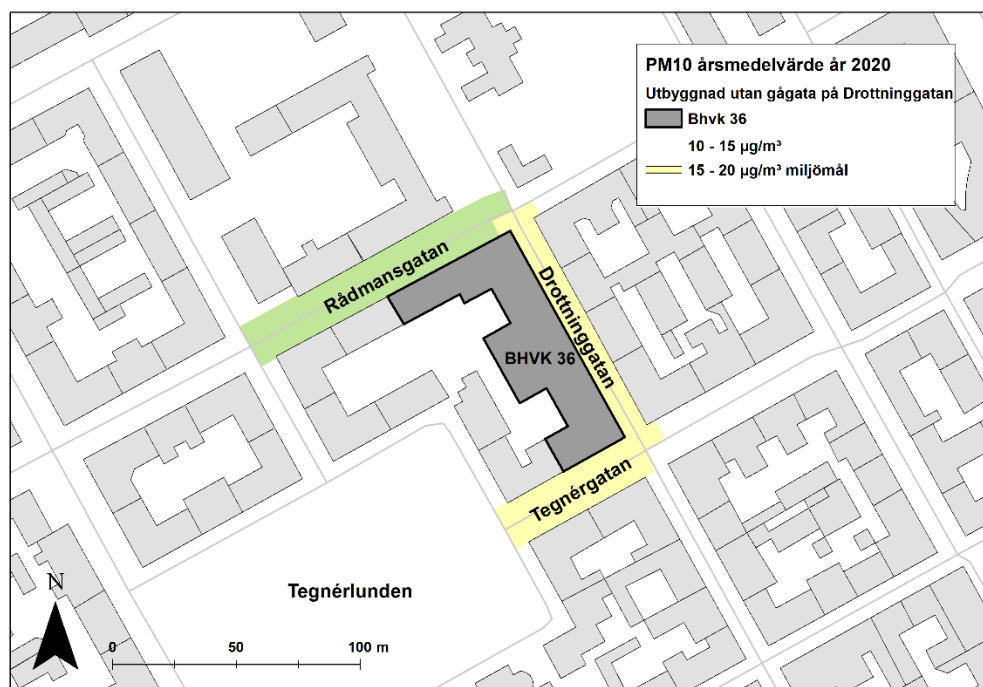 PM10 årsmedelvärde år 2020
Utbyggnad utan gågata på Drottninggatan
Bhvk 36
10 - 15 µg/m³
15 - 20 µg/m³ miljömål
Rådmansgatan
Drottninggatan
BHVK 36
Tegnérgatan
Tegnérlunden
N
0 50 100 m